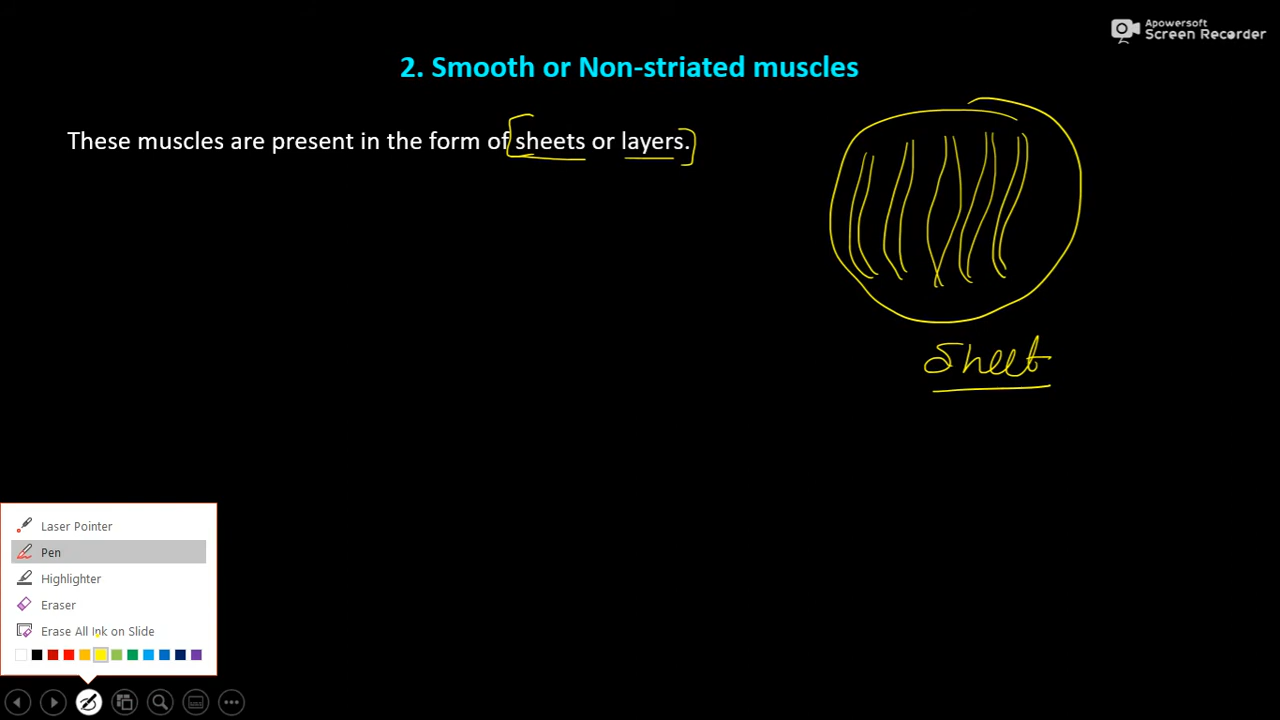 Apowersoft
Screen Recorder
2. Smooth or Non-striated muscles
These muscles are present in the form of sheets or layers.
Sheet
Laser Pointer
Pen
Highlighter
Eraser
Erase All Ink on Slide